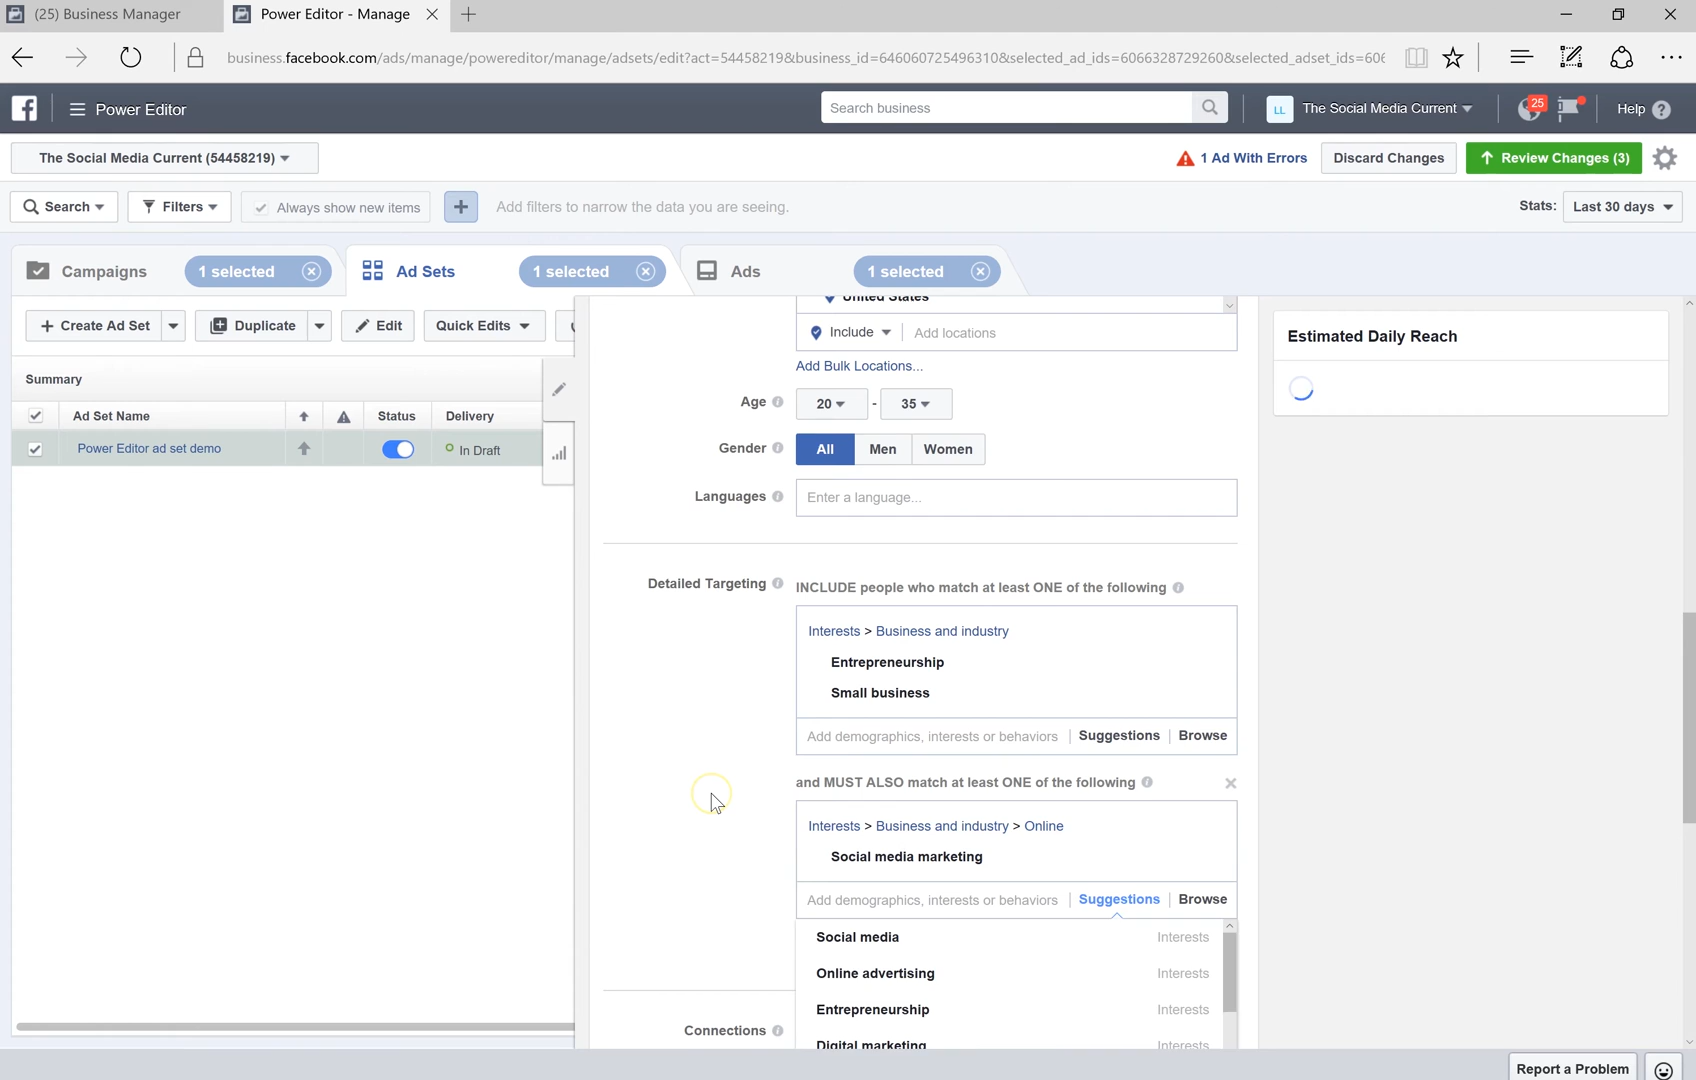 (25) Business Manager
Power Editor - Manage
business.facebook.com/ads/manage/powereditor/manage/adsets/edit?act=54458219&business_id=646060725496310&selected_ad_ids=6066328729260&selected_adset_ids=606
Power Editor
Search business
LL The Social Media Current
25
Help ?
The Social Media Current (54458219)
1 Ad With Errors
Discard Changes
Review Changes (3)
Search
Filters
Always show new items
+
Add filters to narrow the data you are seeing.
Stats: Last 30 days
Campaigns
1 selected
Ad Sets
1 selected
Ads
1 selected
+ Create Ad Set
Duplicate
Edit
Quick Edits
Summary
Ad Set Name
Status
Delivery
Power Editor ad set demo
In Draft
United States
Include
Add locations
Add Bulk Locations...
Age
20 - 35
Gender
All
Men
Women
Languages
Enter a language...
Detailed Targeting
INCLUDE people who match at least ONE of the following
Interests > Business and industry
Entrepreneurship
Small business
Add demographics, interests or behaviors | Suggestions | Browse
and MUST ALSO match at least ONE of the following
Interests > Business and industry > Online
Social media marketing
Add demographics, interests or behaviors | Suggestions | Browse
Social media Interests
Online advertising Interests
Entrepreneurship Interests
Digital marketing Interests
Connections
Estimated Daily Reach
Report a Problem